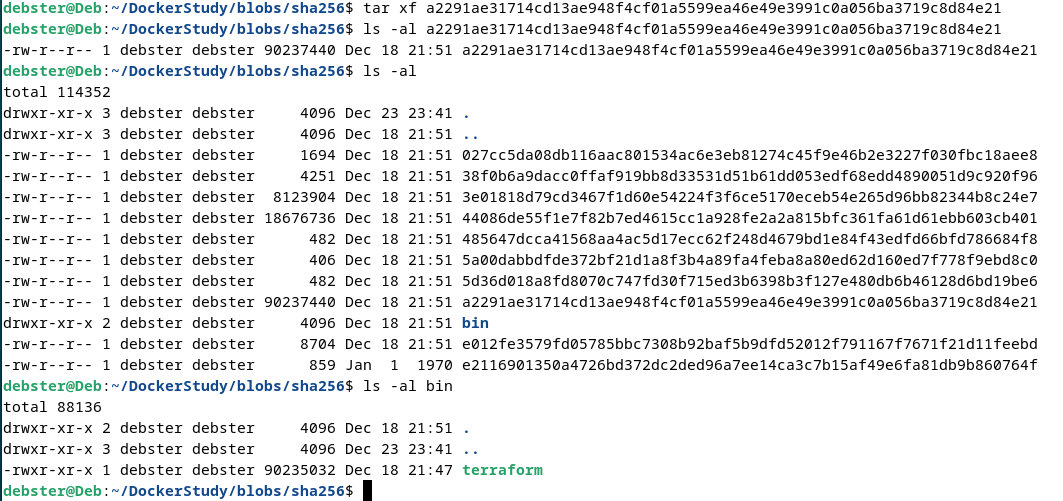 debster@Deb:~/DockerStudy/blobs/sha256$ tar xf a2291ae31714cd13ae948f4cf01a5599ea46e49e3991c0a056ba3719c8d84e21
debster@Deb:~/DockerStudy/blobs/sha256$ ls -al a2291ae31714cd13ae948f4cf01a5599ea46e49e3991c0a056ba3719c8d84e21
-rw-r--r-- 1 debster debster 90237440 Dec 18 21:51 a2291ae31714cd13ae948f4cf01a5599ea46e49e3991c0a056ba3719c8d84e21
debster@Deb:~/DockerStudy/blobs/sha256$ ls -al
total 114352
drwxr-xr-x 3 debster debster     4096 Dec 23 23:41 .
drwxr-xr-x 3 debster debster     4096 Dec 18 21:51 ..
-rw-r--r-- 1 debster debster     1694 Dec 18 21:51 027cc5da08db116aac801534ac6e3eb81274c45f9e46b2e3227f030fbc18aee8
-rw-r--r-- 1 debster debster     4251 Dec 18 21:51 38f0b6a9dacc0ffaf919bb8d33531d51b61dd053edf68edd4890051d9c920f96
-rw-r--r-- 1 debster debster  8123904 Dec 18 21:51 3e01818d79cd3467f1d60e54224f3f6ce5170eceb54e265d96bb82344b8c24e7
-rw-r--r-- 1 debster debster 18676736 Dec 18 21:51 44086de55f1e7f82b7ed4615cc1a928fe2a2a815bfc361fa61d61ebb603cb401
-rw-r--r-- 1 debster debster      482 Dec 18 21:51 485647dcca41568aa4ac5d17ecc62f248d4679bd1e84f43edfd66bfd786684f8
-rw-r--r-- 1 debster debster      406 Dec 18 21:51 5a00dabbdfde372bf21d1a8f3b4a89fa4feba8a80ed62d160ed7f778f9ebd8c0
-rw-r--r-- 1 debster debster      482 Dec 18 21:51 5d36d018a8fd8070c747fd30f715ed3b6398b3f127e480db6b46128d6bd19be6
-rw-r--r-- 1 debster debster 90237440 Dec 18 21:51 a2291ae31714cd13ae948f4cf01a5599ea46e49e3991c0a056ba3719c8d84e21
drwxr-xr-x 2 debster debster     4096 Dec 18 21:51 bin
-rw-r--r-- 1 debster debster     8704 Dec 18 21:51 e012fe3579fd05785bbc7308b92baf5b9dfd52012f791167f7671f21d11feebd
-rw-r--r-- 1 debster debster      859 Jan  1  1970 e2116901350a4726bd372dc2ded96a7ee14ca3c7b15af49e6fa81db9b860764f
debster@Deb:~/DockerStudy/blobs/sha256$ ls -al bin
total 88136
drwxr-xr-x 2 debster debster     4096 Dec 18 21:51 .
drwxr-xr-x 3 debster debster     4096 Dec 23 23:41 ..
-rwxr-xr-x 1 debster debster 90235032 Dec 18 21:47 terraform
debster@Deb:~/DockerStudy/blobs/sha256$